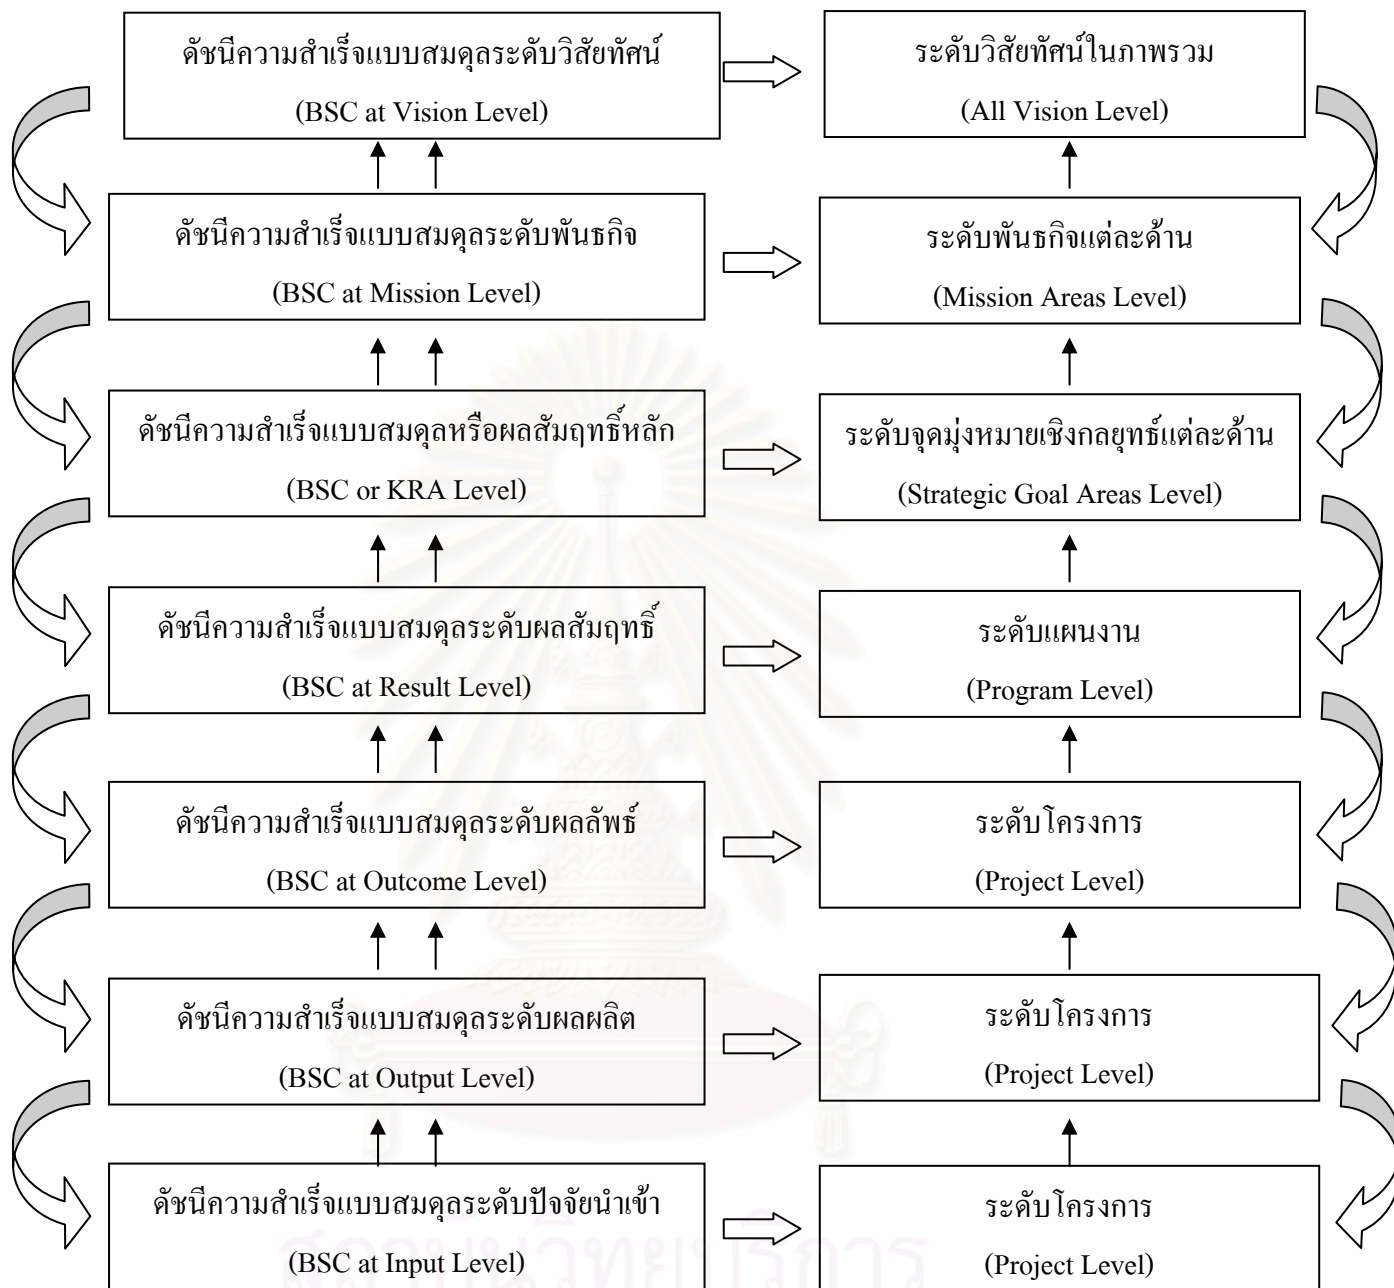 ดัชนีความสำเร็จแบบสมดุลระดับวิสัยทัศน์
(BSC at Vision Level)
ระดับวิสัยทัศน์ในภาพรวม
(All Vision Level)
ดัชนีความสำเร็จแบบสมดุลระดับพันธกิจ
(BSC at Mission Level)
ระดับพันธกิจแต่ละด้าน
(Mission Areas Level)
ดัชนีความสำเร็จแบบสมดุลหรือผลสัมฤทธิ์หลัก
(BSC or KRA Level)
ระดับจุดมุ่งหมายเชิงกลยุทธ์แต่ละด้าน
(Strategic Goal Areas Level)
ดัชนีความสำเร็จแบบสมดุลระดับผลสัมฤทธิ์
(BSC at Result Level)
ระดับแผนงาน
(Program Level)
ดัชนีความสำเร็จแบบสมดุลระดับผลลัพธ์
(BSC at Outcome Level)
ระดับโครงการ
(Project Level)
ดัชนีความสำเร็จแบบสมดุลระดับผลผลิต
(BSC at Output Level)
ระดับโครงการ
(Project Level)
ดัชนีความสำเร็จแบบสมดุลระดับปัจจัยนำเข้า
(BSC at Input Level)
ระดับโครงการ
(Project Level)
สถาบันวิทยบริการ